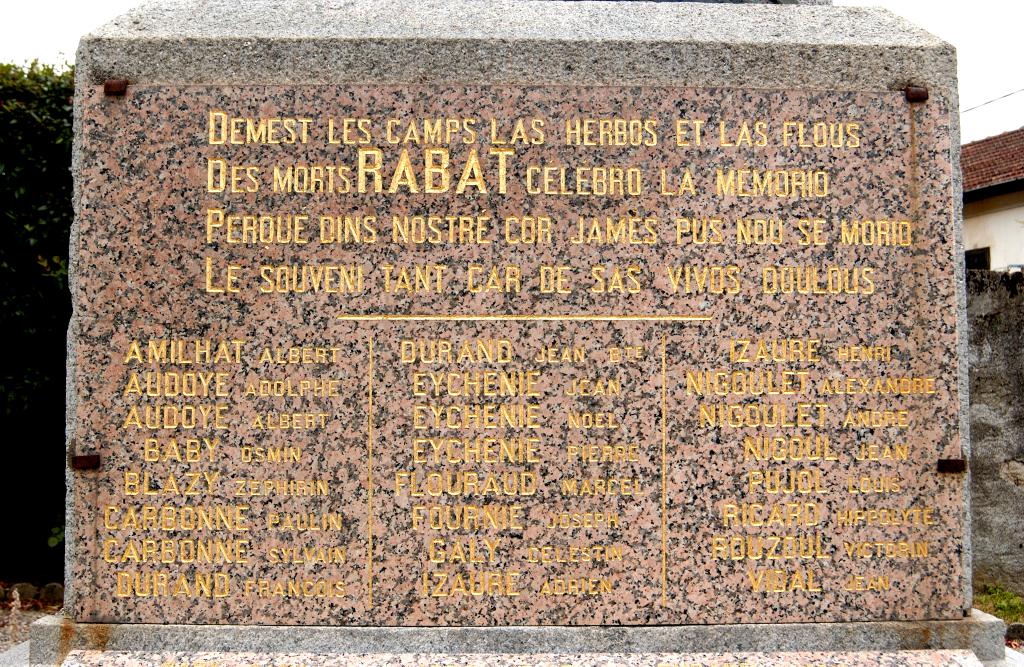 DEMEST LES CAMPS LAS HERBOS ET LAS FLOUS
DES MORTS RABAT CELEBRO LA MEMORIO
PERQUE DINS NOSTRE COR JAMÈS PUS NOU SE MORIO
LE SOUVENI TANT CAR DE SAS VIVOS DOULOUS
AMILHAT ALBERT
AUDOYE ADOLPHE
AUDOYE ALBERT
BABY OSMIN
BLAZY ZEPHIRIN
CARBONNE PAULIN
CARBONNE SYLVAIN
DURAND FRANCOIS
DURAND JEAN BTE
EYCHENIE JEAN
EYCHENIE NOEL
EYCHENIE PIERRE
FLOURAUD MARCEL
FOURNIE JOSEPH
GALY CELESTIN
IZAURE ADRIEN
IZAURE HENRI
NIGOULET ALEXANDRE
NIGOULET ANDRE
NIGOUL JEAN
PUJOL LOUIS
RICARD HIPPOLYTE
ROUZOUL VICTORIN
VIDAL JEAN